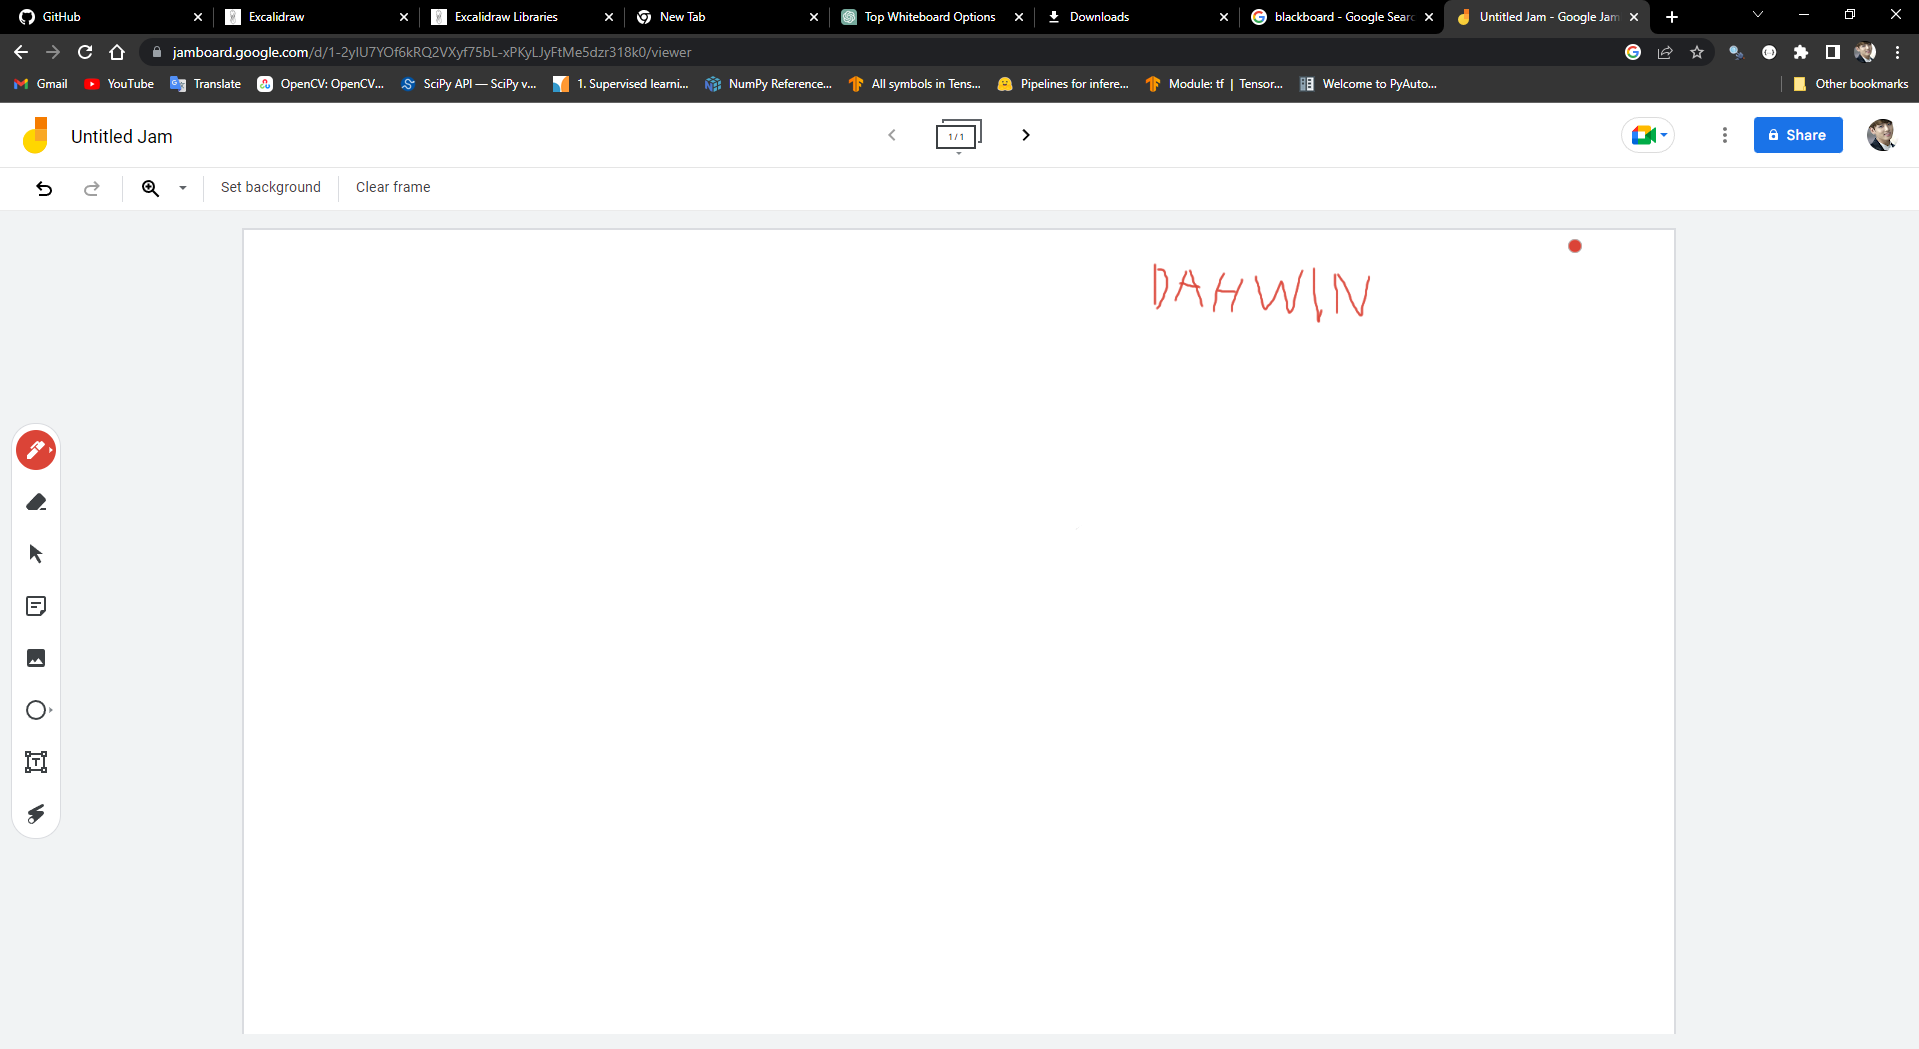 GitHub
Excalidraw
Excalidraw Libraries
New Tab
Top Whiteboard Options
Downloads
blackboard - Google Searc
Untitled Jam - Google Jam
jamboard.google.com/d/1-2ylU7YOf6kRQ2VXyf75bL-xPKyLJyFtMe5dzr318k0/viewer
Gmail
YouTube
Translate
OpenCV: OpenCV...
SciPy API — SciPy v...
1. Supervised learni...
NumPy Reference...
All symbols in Tens...
Pipelines for infere...
Module: tf | Tensor...
Welcome to PyAuto...
Other bookmarks
Untitled Jam
1 / 1
Share
Set background
Clear frame
DAHWIN